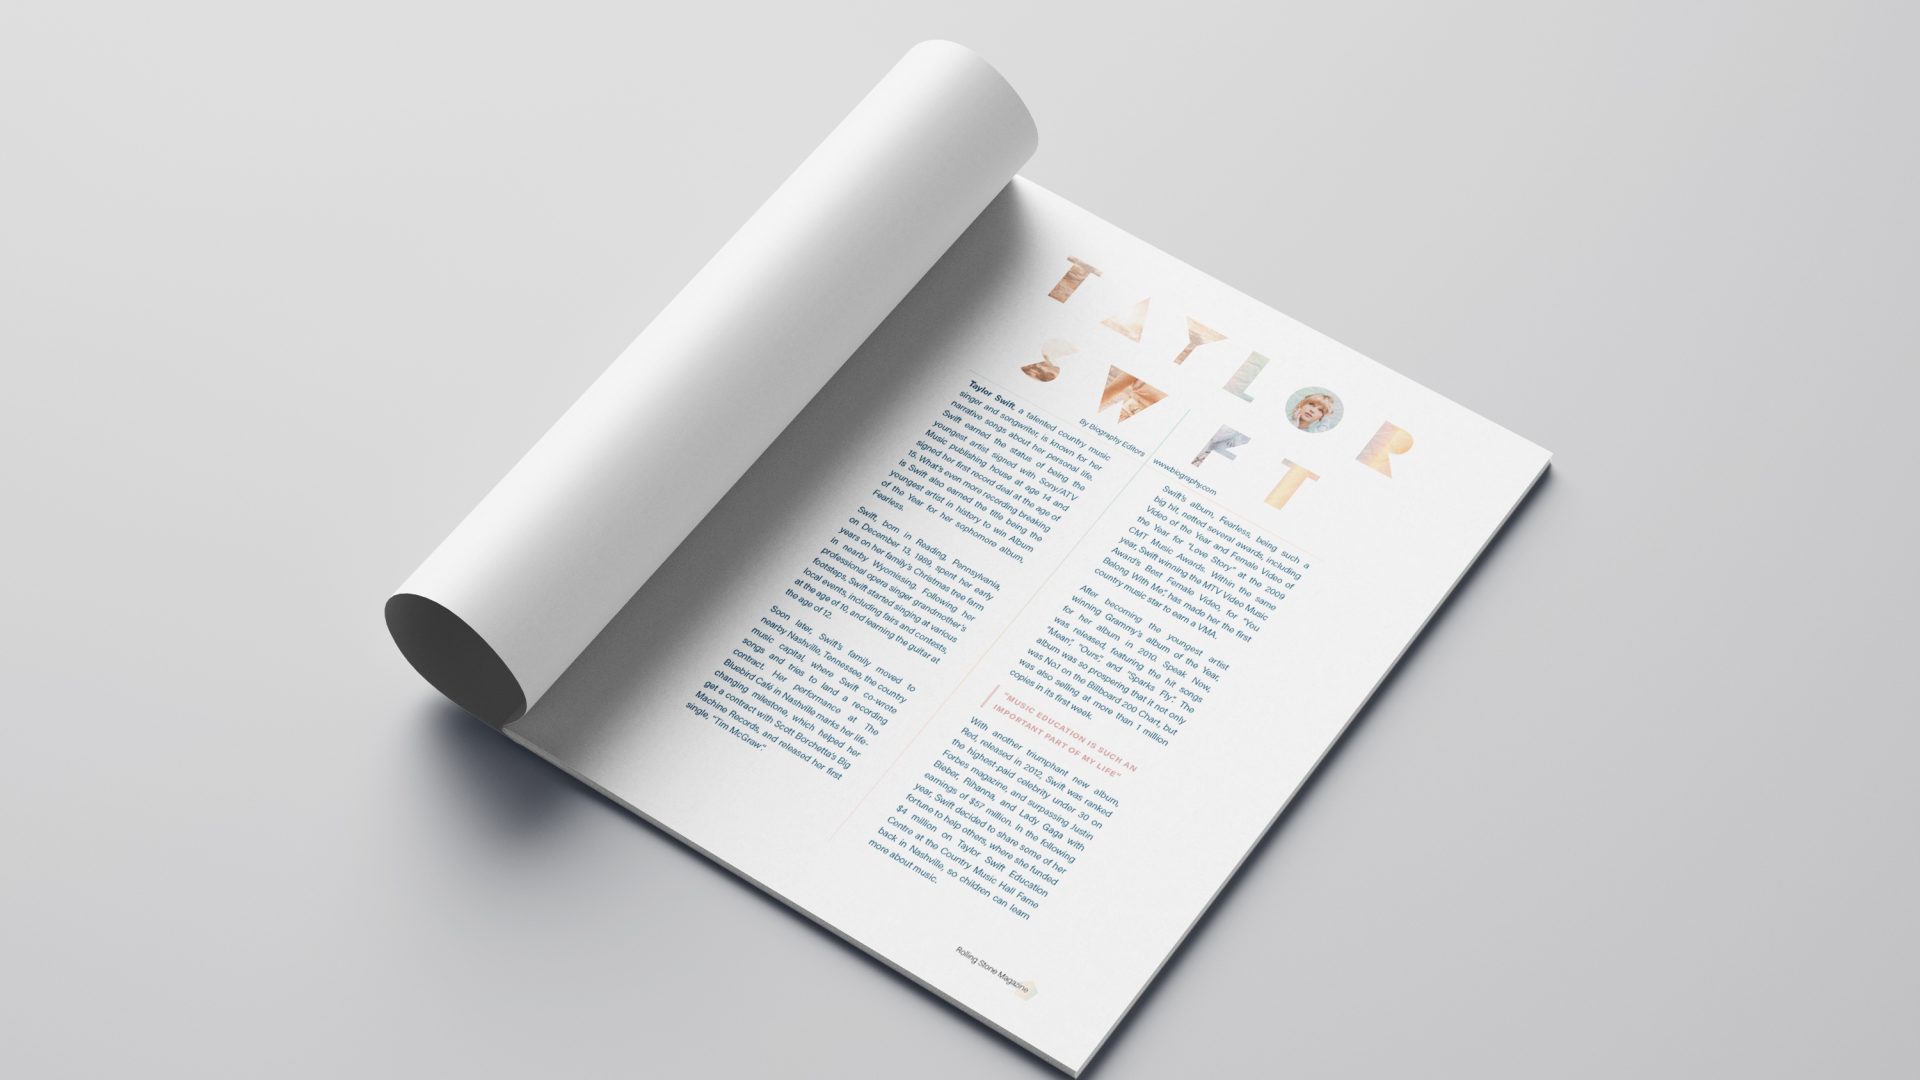 TAYLOR
SWIFT
By Biography Editors
www.biography.com
Taylor Swift, a talented country music
singer and songwriter, is known for her
narrative songs about her personal life.
Swift earned the status of being the
youngest artist signed with Sony/ATV
Music publishing house at age 14 and
signed her first record deal at the age of
15. What's even more recording breaking
is Swift also earned the title being the
youngest artist in history to win Album
of the Year for her sophomore album,
Fearless.
Swift, born in Reading, Pennsylvania,
on December 13, 1989, spent her early
years on her family's Christmas tree farm
in nearby Wyomissing. Following her
professional opera singer grandmother's
footsteps, Swift started singing at various
local events, including fairs and contests,
at the age of 10, and learning the guitar at
the age of 12.
Soon later, Swift's family moved to
nearby Nashville, Tennessee, the country
music capital, where Swift co-wrote
songs and tries to land a recording
contract. Her performance at The
Bluebird Café in Nashville marks her life-
changing milestone, which helped her
get a contract with Scott Borchetta's Big
Machine Records, and released her first
single, "Tim McGraw."
Swift's album, Fearless, being such a
big hit, netted several awards, including
Video of the Year and Female Video of
the Year for "Love Story" at the 2009
CMT Music Awards. Within the same
year, Swift winning the MTV Video Music
Award's Best Female Video, for "You
Belong With Me", has made her the first
country music star to earn a VMA.
After becoming the youngest artist
winning Grammy's album of the Year,
for her album in 2010, Speak Now,
was released, featuring the hit songs
"Mean", "Ours", and "Sparks Fly". The
album was so prospering that it not only
was No.1 on the Billboard 200 Chart, but
was also selling at more than 1 million
copies in its first week.
"MUSIC EDUCATION IS SUCH AN
IMPORTANT PART OF MY LIFE"
With another triumphant new album,
Red, released in 2012, Swift was ranked
the highest-paid celebrity under 30 on
Forbes magazine, and surpassing Justin
Bieber, Rihanna, and Lady Gaga with
earnings of $57 million. In the following
year, Swift decided to share some of her
fortune to help others, where she funded
$4 million on Taylor Swift Education
Centre at the Country Music Hall Fame
back in Nashville, so children can learn
more about music.
Rolling Stone Magazine